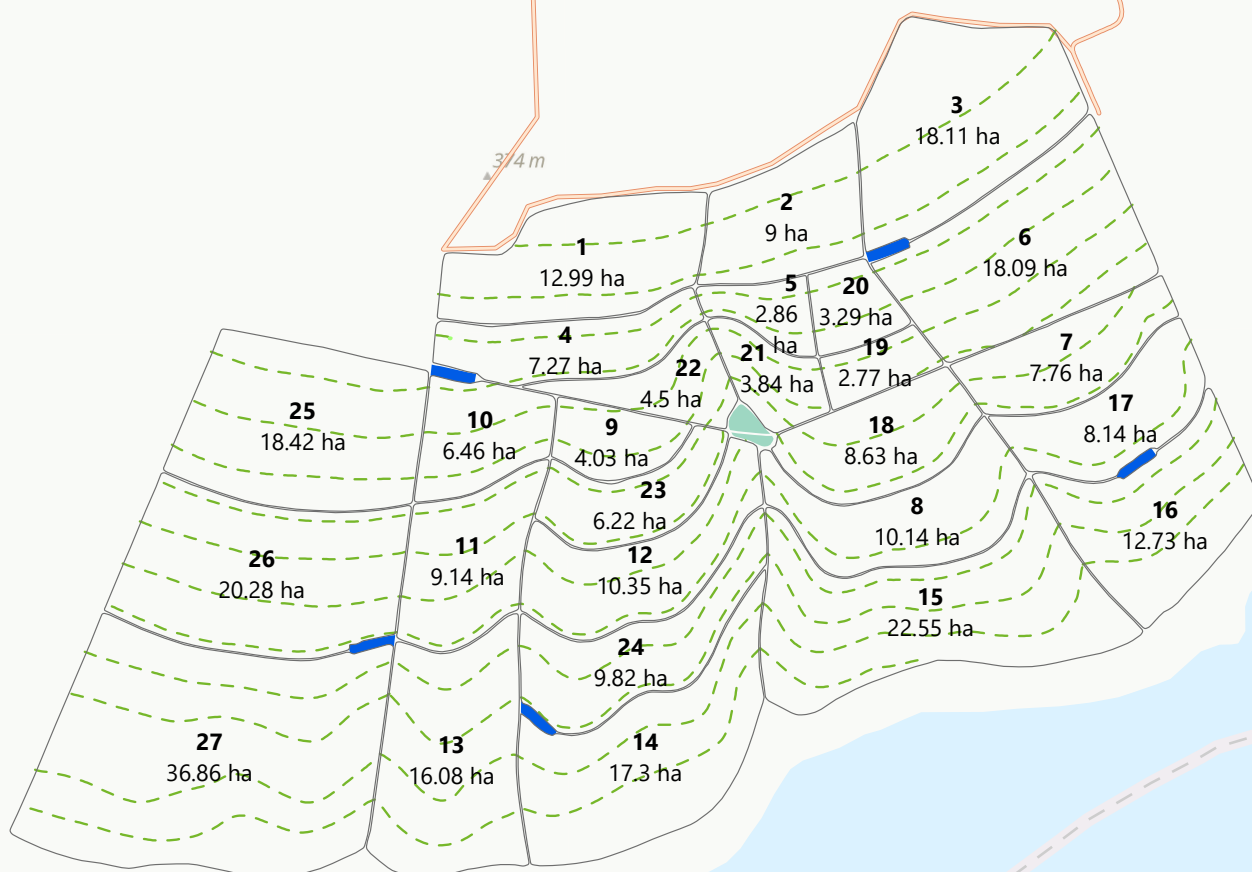 3
18.11 ha
374 m
2
9 ha
1
12.99 ha
6
18.09 ha
5
2.86
ha
20
3.29 ha
4
7.27 ha
19
2.77 ha
7
7.76 ha
21
3.84 ha
22
4.5 ha
25
18.42 ha
10
6.46 ha
9
4.03 ha
18
8.63 ha
17
8.14 ha
23
6.22 ha
8
10.14 ha
16
12.73 ha
26
20.28 ha
11
9.14 ha
12
10.35 ha
15
22.55 ha
24
9.82 ha
27
36.86 ha
13
16.08 ha
14
17.3 ha